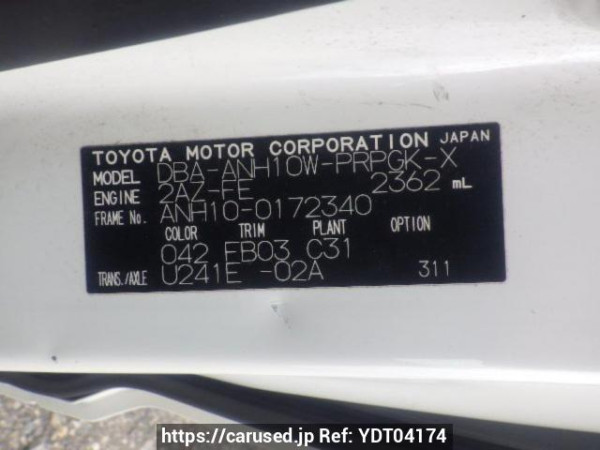 TOYOTA MOTOR CORPORATION JAPAN
MODEL DBA-ANH10W-PRPGK-X
ENGINE 2AZ-FE 2362 mL
FRAME No. ANH10-0172340
COLOR TRIM PLANT OPTION
042 FB03 C31
TRANS./AXLE U241E -02A 311
https://carused.jp Ref: YDT04174